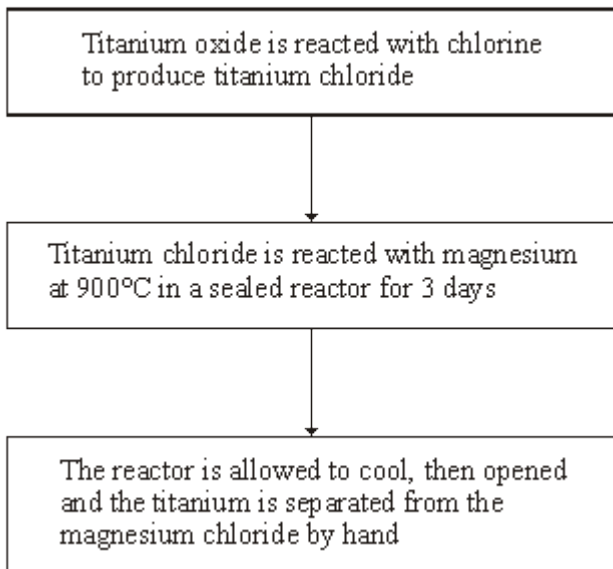 Titanium oxide is reacted with chlorine
to produce titanium chloride
Titanium chloride is reacted with magnesium
at 900°C in a sealed reactor for 3 days
The reactor is allowed to cool, then opened
and the titanium is separated from the
magnesium chloride by hand